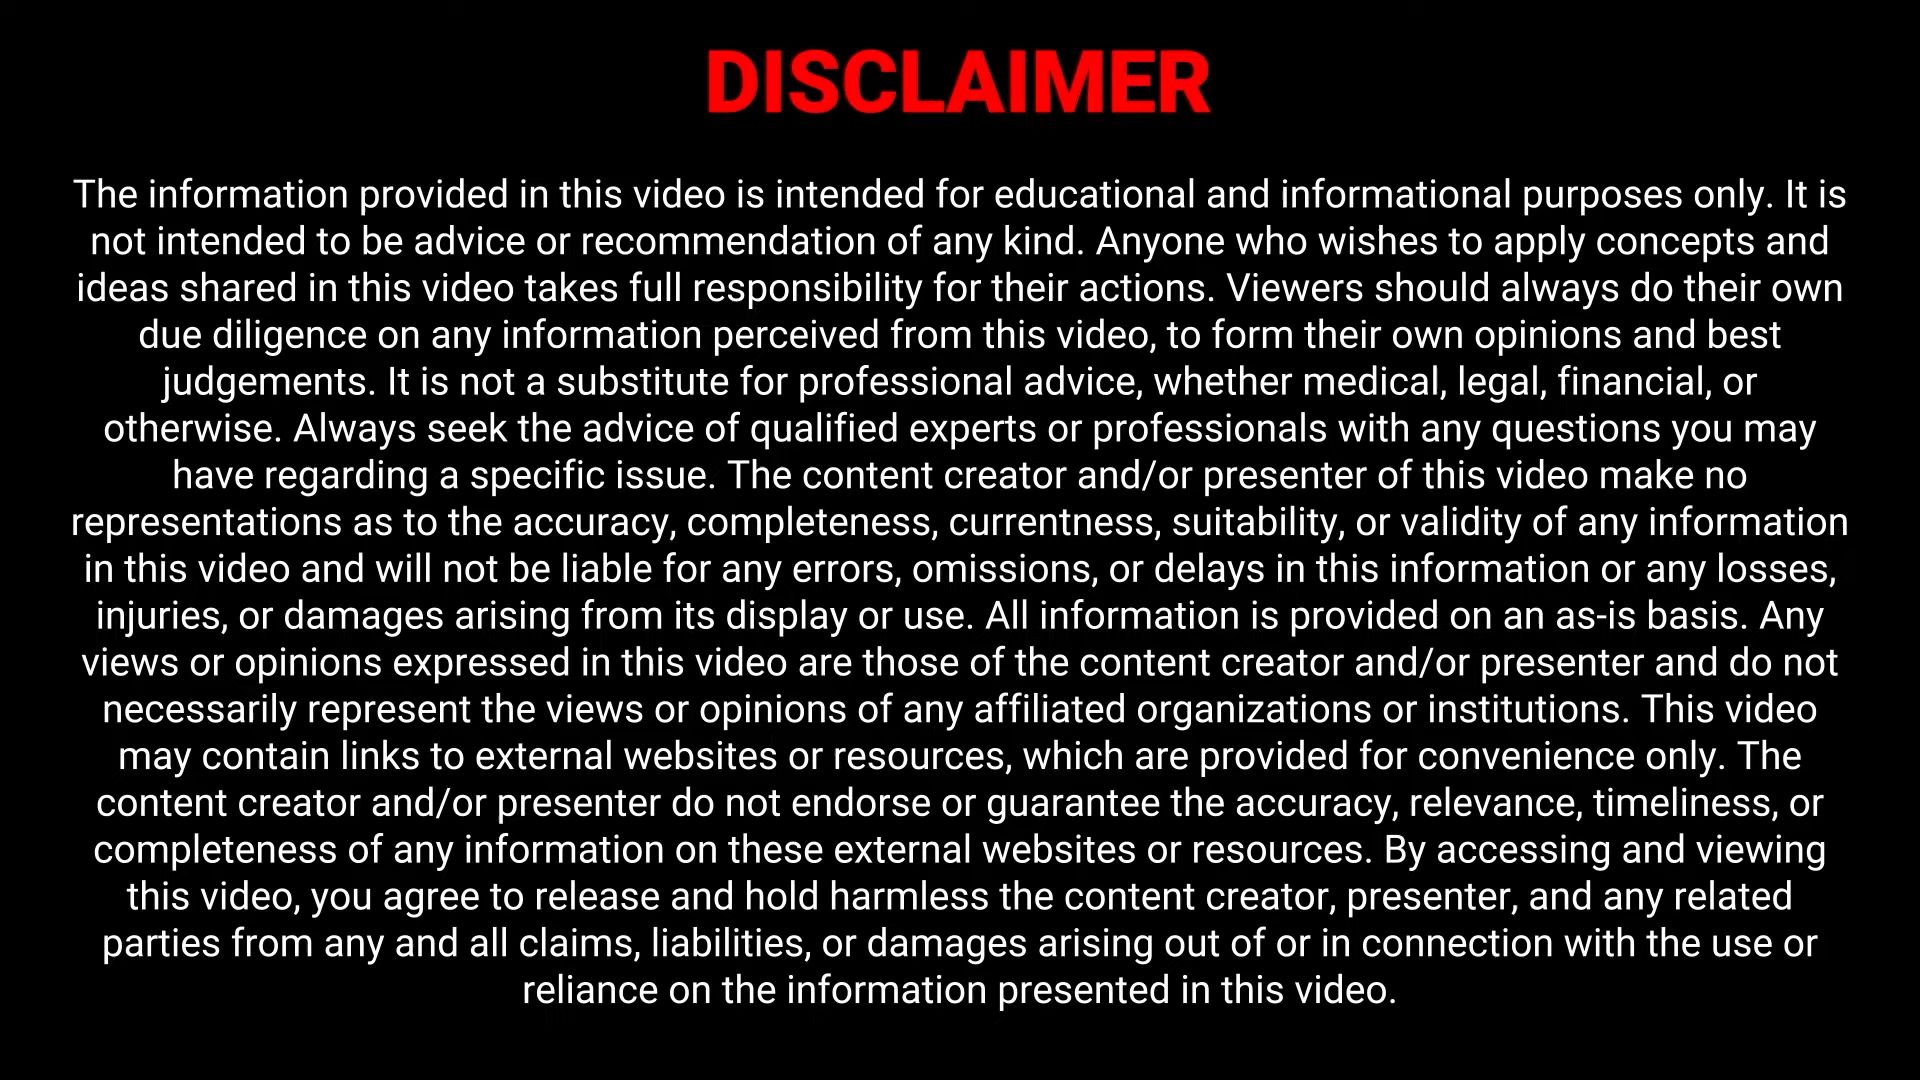 DISCLAIMER
The information provided in this video is intended for educational and informational purposes only. It is
not intended to be advice or recommendation of any kind. Anyone who wishes to apply concepts and
ideas shared in this video takes full responsibility for their actions. Viewers should always do their own
due diligence on any information perceived from this video, to form their own opinions and best
judgements. It is not a substitute for professional advice, whether medical, legal, financial, or
otherwise. Always seek the advice of qualified experts or professionals with any questions you may
have regarding a specific issue. The content creator and/or presenter of this video make no
representations as to the accuracy, completeness, currentness, suitability, or validity of any information
in this video and will not be liable for any errors, omissions, or delays in this information or any losses,
injuries, or damages arising from its display or use. All information is provided on an as-is basis. Any
views or opinions expressed in this video are those of the content creator and/or presenter and do not
necessarily represent the views or opinions of any affiliated organizations or institutions. This video
may contain links to external websites or resources, which are provided for convenience only. The
content creator and/or presenter do not endorse or guarantee the accuracy, relevance, timeliness, or
completeness of any information on these external websites or resources. By accessing and viewing
this video, you agree to release and hold harmless the content creator, presenter, and any related
parties from any and all claims, liabilities, or damages arising out of or in connection with the use or
reliance on the information presented in this video.